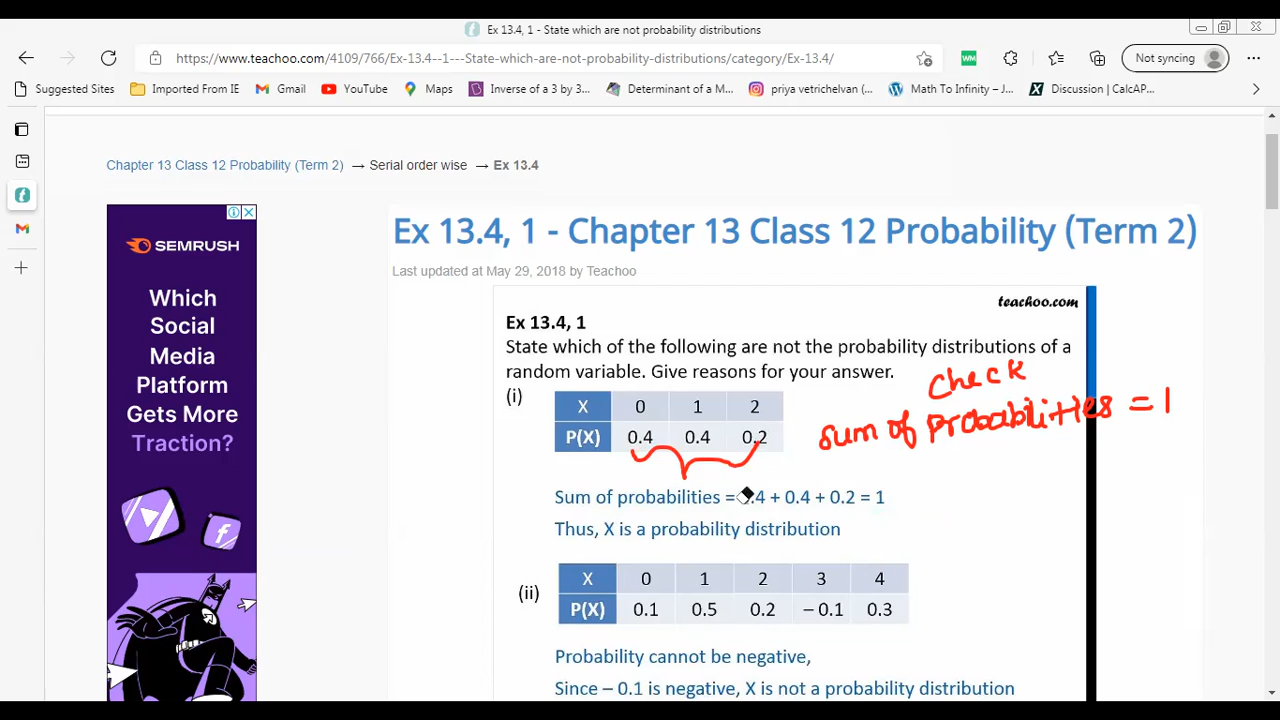 Ex 13.4, 1 - State which are not probability distributions
https://www.teachoo.com/4109/766/Ex-13.4--1---State-which-are-not-probability-distributions/category/Ex-13.4/
Not syncing
Suggested Sites
Imported From IE
Gmail
YouTube
Maps
Inverse of a 3 by 3...
Determinant of a M...
priya vetrichelvan (...
Math To Infinity – J...
Discussion | CalcAP...
Chapter 13 Class 12 Probability (Term 2) → Serial order wise → Ex 13.4
SEMRUSH
Which
Social
Media
Platform
Gets More
Traction?
Ex 13.4, 1 - Chapter 13 Class 12 Probability (Term 2)
Last updated at May 29, 2018 by Teachoo
teachoo.com
Ex 13.4, 1
State which of the following are not the probability distributions of a
random variable. Give reasons for your answer.
(i)
X 0 1 2
P(X) 0.4 0.4 0.2
check
sum of probabilities = 1
Sum of probabilities = .4 + 0.4 + 0.2 = 1
Thus, X is a probability distribution
(ii)
X 0 1 2 3 4
P(X) 0.1 0.5 0.2 – 0.1 0.3
Probability cannot be negative,
Since – 0.1 is negative, X is not a probability distribution